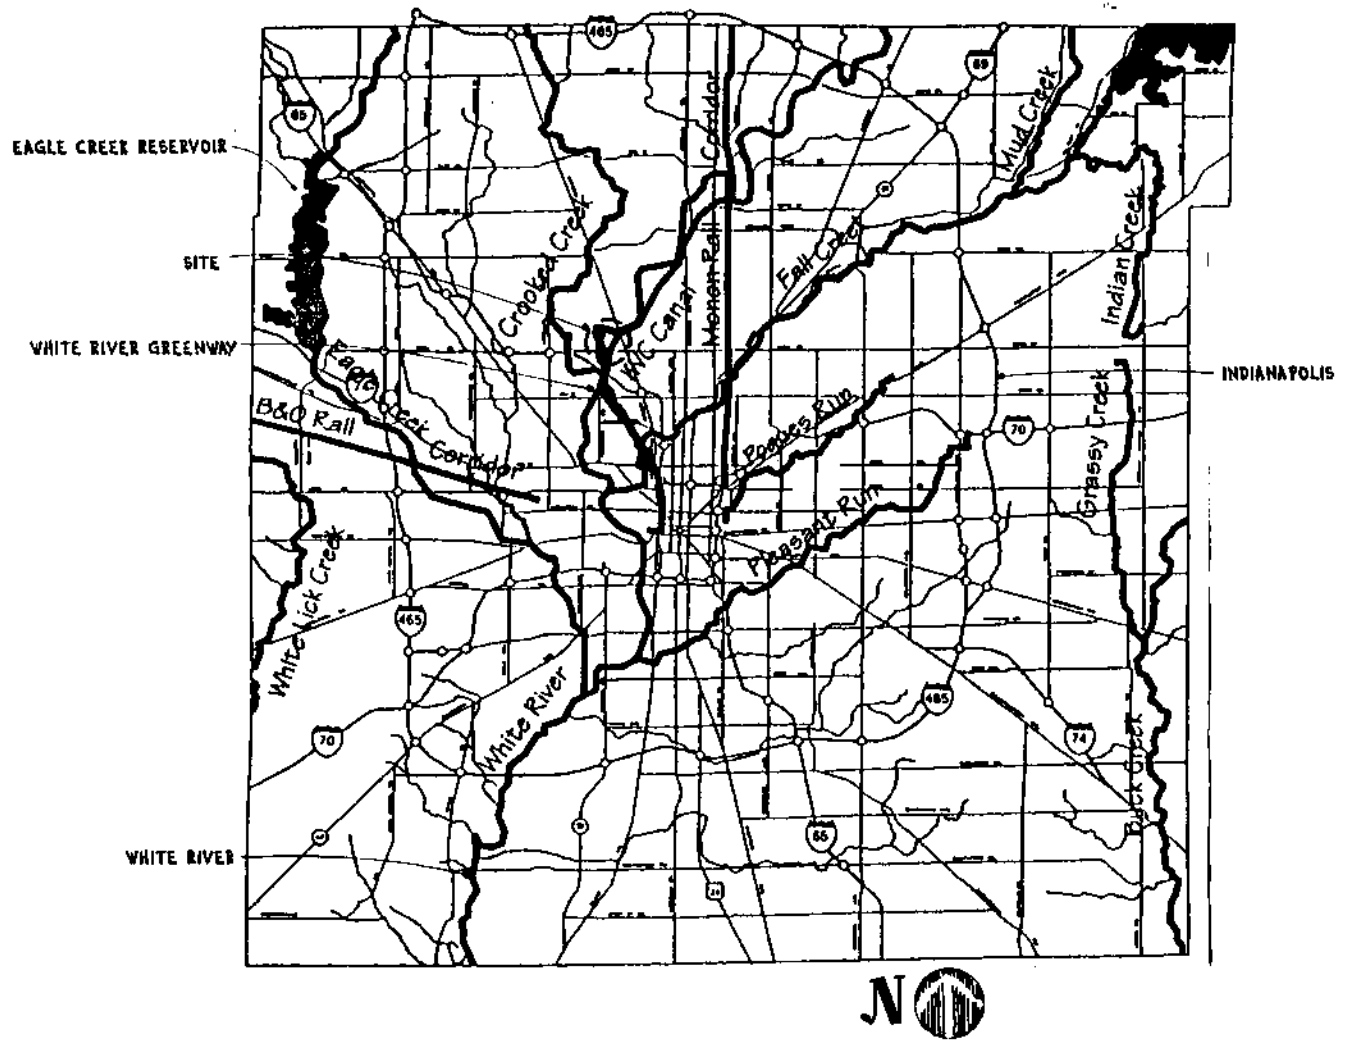 465
69
65
Mud Creek
Monon Rail Corridor
EAGLE CREEK RESERVOIR
Indian Creek
Crooked Creek
Fall Creek
SITE
Canal
WHITE RIVER GREENWAY
Eagle Creek Corridor
INDIANAPOLIS
B&O Rail
Pogues Run
70
Grassy Creek
Pleasant Run
White Lick Creek
465
White River
465
70
74
Buck Creek
65
WHITE RIVER
N